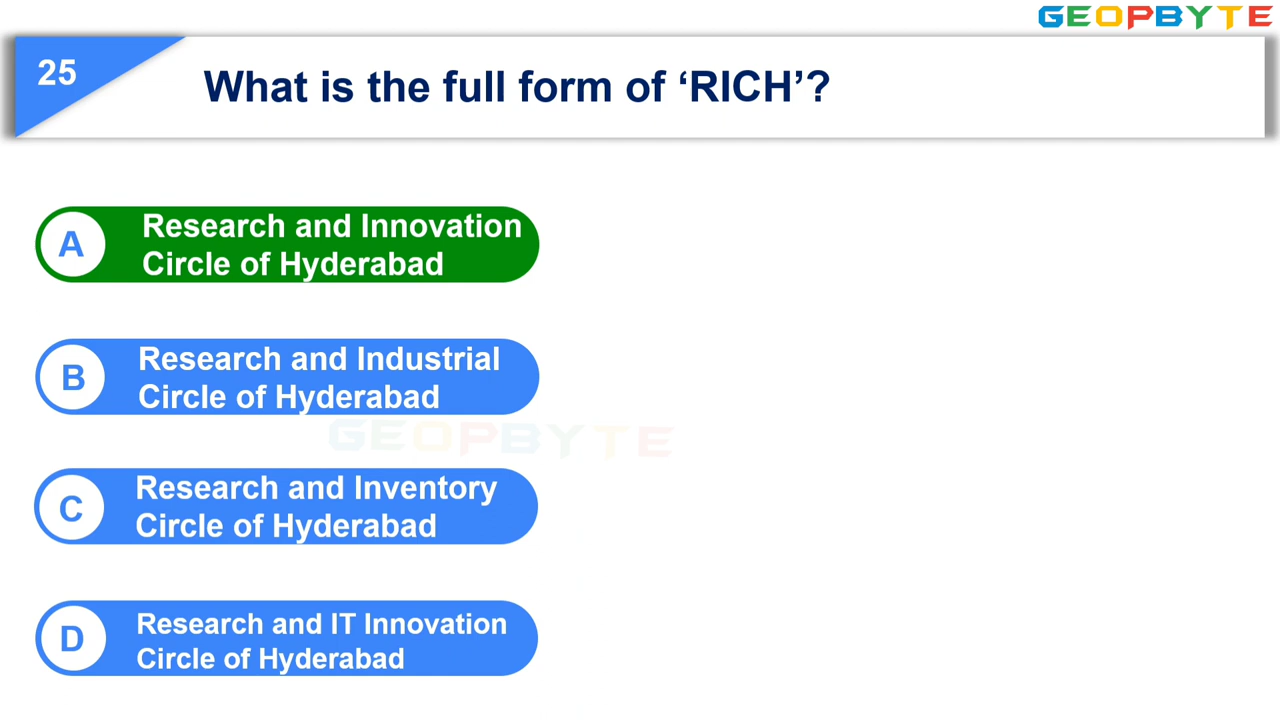 GEOPBYTE
25
What is the full form of ‘RICH’?
A
Research and Innovation
Circle of Hyderabad
B
Research and Industrial
Circle of Hyderabad
GEOPBYTE
C
Research and Inventory
Circle of Hyderabad
D
Research and IT Innovation
Circle of Hyderabad